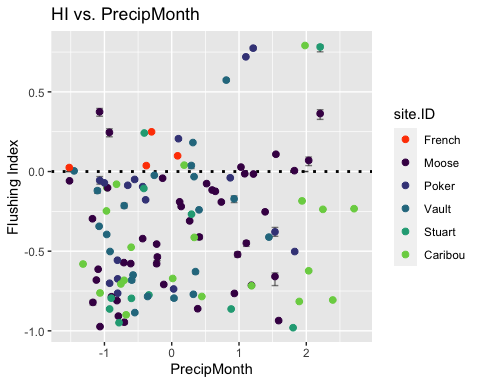 HI vs. PrecipMonth
Flushing Index
0.5
0.0
-0.5
-1.0
-1
0
1
2
PrecipMonth
site.ID
French
Moose
Poker
Vault
Stuart
Caribou